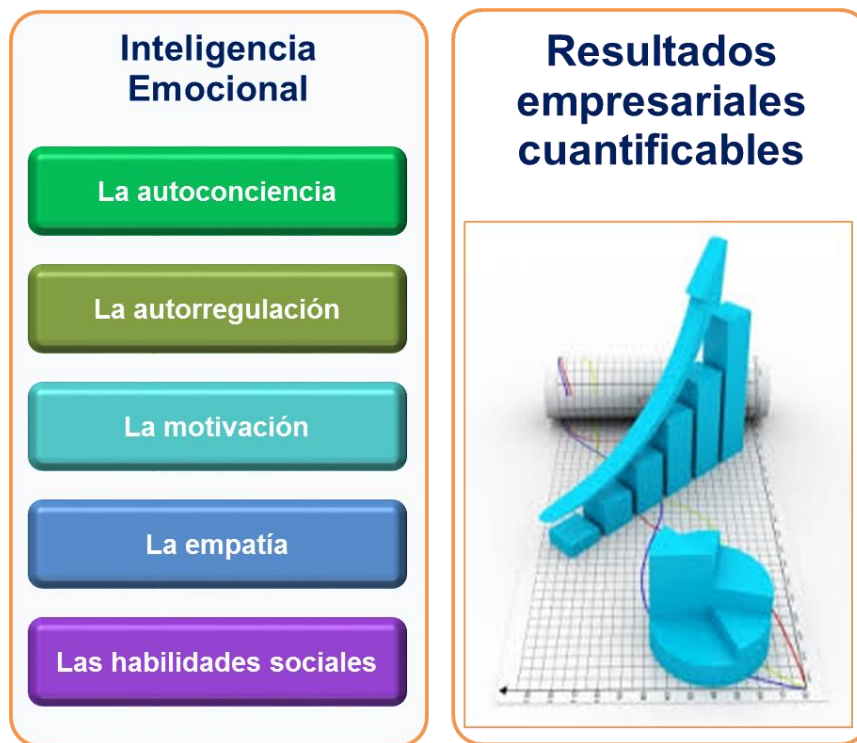 Inteligencia
Emocional
La autoconciencia
La autorregulación
La motivación
La empatía
Las habilidades sociales
Resultados
empresariales
cuantificables